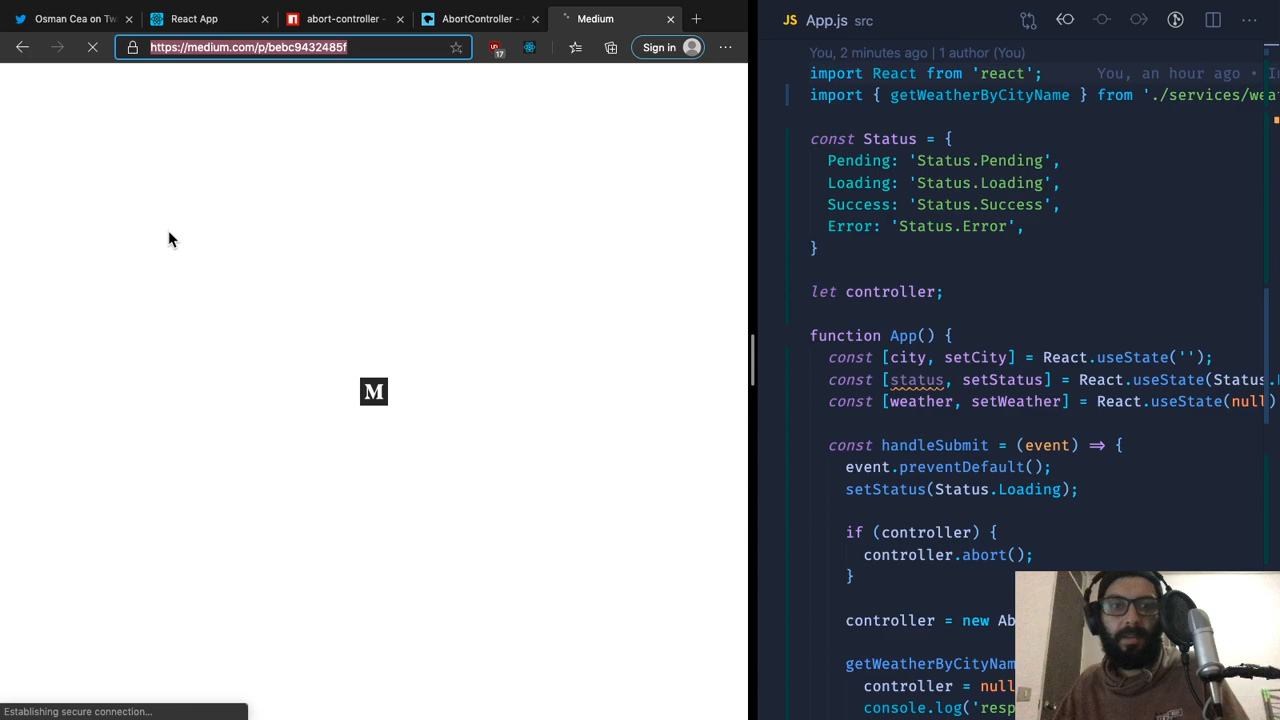 Osman Cea on Tw
React App
abort-controller -
AbortController -
Medium
https://medium.com/p/bebc9432485f
17
Sign in
M
Establishing secure connection...
JS App.js src
You, 2 minutes ago | 1 author (You)
import React from 'react';    You, an hour ago • I
import { getWeatherByCityName } from './services/wea
const Status = {
Pending: 'Status.Pending',
Loading: 'Status.Loading',
Success: 'Status.Success',
Error: 'Status.Error',
}
let controller;
function App() {
const [city, setCity] = React.useState('');
const [status, setStatus] = React.useState(Status.
const [weather, setWeather] = React.useState(null)
const handleSubmit = (event) => {
event.preventDefault();
setStatus(Status.Loading);
if (controller) {
controller.abort();
}
controller = new Ab
getWeatherByCityNam
controller = null
console.log('resp